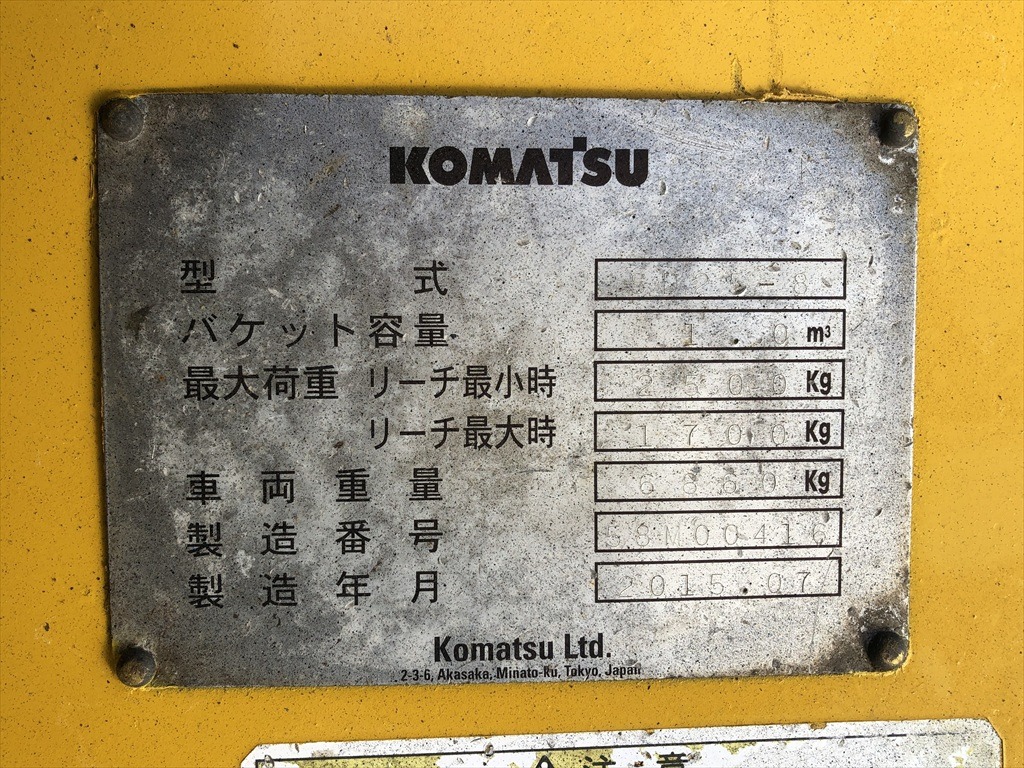 KOMATSU
型 式 -8
バケット容量 1.0 m³
最大荷重 リーチ最小時 2500 Kg
リーチ最大時 1700 Kg
車両重量 Kg
製造番号
製造年月 2015.07
Komatsu Ltd.
2-3-6, Akasaka, Minato-Ku, Tokyo, Japan
注意